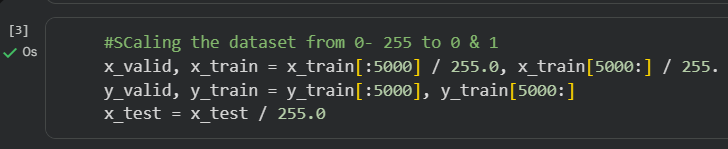 [3]
0s
#SCaling the dataset from 0- 255 to 0 & 1
x_valid, x_train = x_train[:5000] / 255.0, x_train[5000:] / 255.
y_valid, y_train = y_train[:5000], y_train[5000:]
x_test = x_test / 255.0